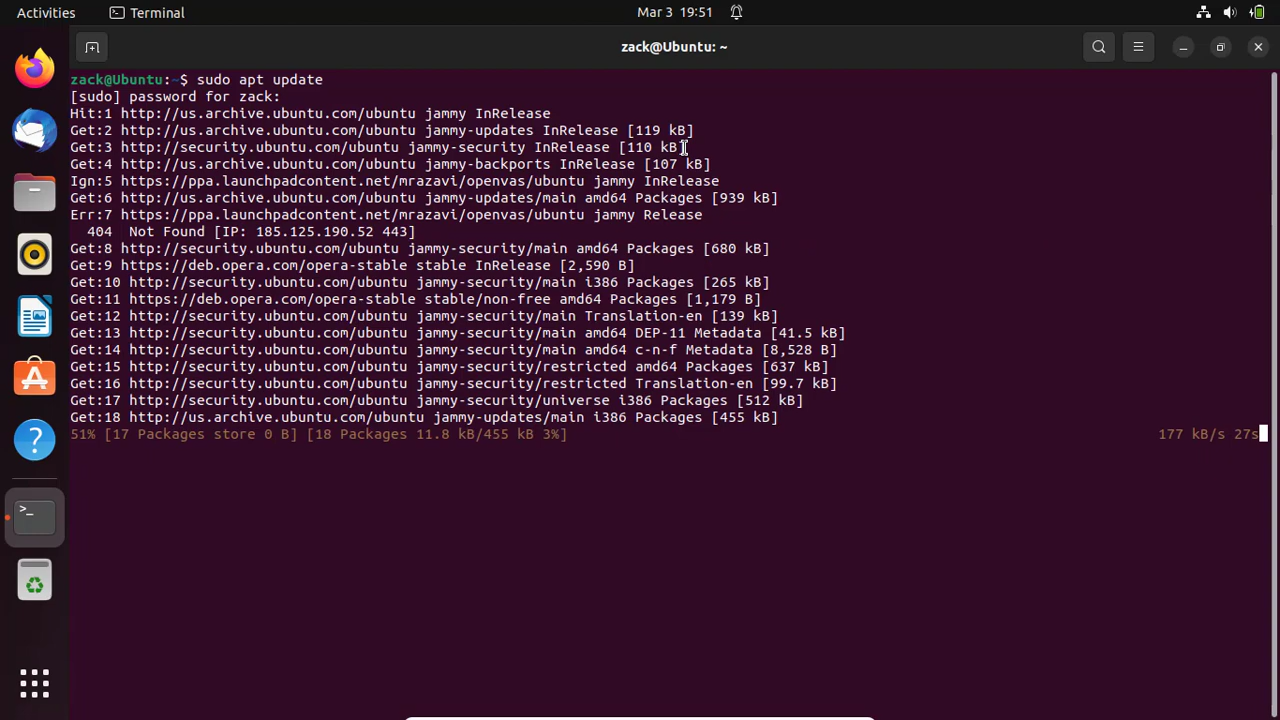 Activities
Terminal
Mar 3 19:51
zack@Ubuntu: ~
zack@Ubuntu:~$ sudo apt update
[sudo] password for zack:
Hit:1 http://us.archive.ubuntu.com/ubuntu jammy InRelease
Get:2 http://us.archive.ubuntu.com/ubuntu jammy-updates InRelease [119 kB]
Get:3 http://security.ubuntu.com/ubuntu jammy-security InRelease [110 kB]
Get:4 http://us.archive.ubuntu.com/ubuntu jammy-backports InRelease [107 kB]
Ign:5 https://ppa.launchpadcontent.net/mrazavi/openvas/ubuntu jammy InRelease
Get:6 http://us.archive.ubuntu.com/ubuntu jammy-updates/main amd64 Packages [939 kB]
Err:7 https://ppa.launchpadcontent.net/mrazavi/openvas/ubuntu jammy Release
  404  Not Found [IP: 185.125.190.52 443]
Get:8 http://security.ubuntu.com/ubuntu jammy-security/main amd64 Packages [680 kB]
Get:9 https://deb.opera.com/opera-stable stable InRelease [2,590 B]
Get:10 http://security.ubuntu.com/ubuntu jammy-security/main i386 Packages [265 kB]
Get:11 https://deb.opera.com/opera-stable stable/non-free amd64 Packages [1,179 B]
Get:12 http://security.ubuntu.com/ubuntu jammy-security/main Translation-en [139 kB]
Get:13 http://security.ubuntu.com/ubuntu jammy-security/main amd64 DEP-11 Metadata [41.5 kB]
Get:14 http://security.ubuntu.com/ubuntu jammy-security/main amd64 c-n-f Metadata [8,528 B]
Get:15 http://security.ubuntu.com/ubuntu jammy-security/restricted amd64 Packages [637 kB]
Get:16 http://security.ubuntu.com/ubuntu jammy-security/restricted Translation-en [99.7 kB]
Get:17 http://security.ubuntu.com/ubuntu jammy-security/universe i386 Packages [512 kB]
Get:18 http://us.archive.ubuntu.com/ubuntu jammy-updates/main i386 Packages [455 kB]
51% [17 Packages store 0 B] [18 Packages 11.8 kB/455 kB 3%] 177 kB/s 27s